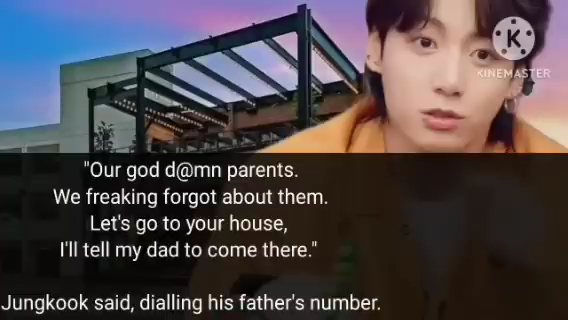 KINEMASTER
"Our god d@mn parents.
We freaking forgot about them.
Let's go to your house,
I'll tell my dad to come there."
Jungkook said, dialling his father's number.